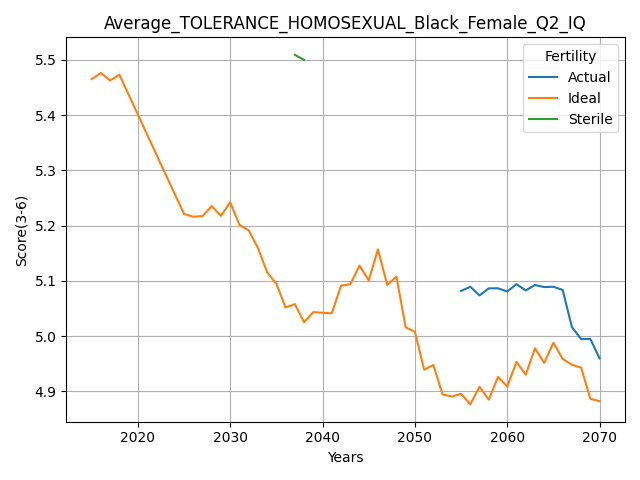 Average_TOLERANCE_HOMOSEXUAL_Black_Female_Q2_IQ
Fertility
Actual
Ideal
Sterile
Score(3-6)
5.5
5.4
5.3
5.2
5.1
5.0
4.9
2020 2030 2040 2050 2060 2070
Years